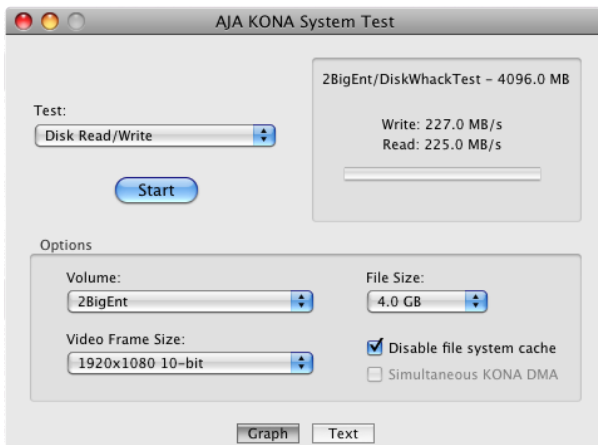 AJA KONA System Test
2BigEnt/DiskWhackTest – 4096.0 MB
Write: 227.0 MB/s
Read: 225.0 MB/s
Test:
Disk Read/Write
Start
Options
Volume:
2BigEnt
File Size:
4.0 GB
Video Frame Size:
1920x1080 10-bit
Disable file system cache
Simultaneous KONA DMA
Graph
Text